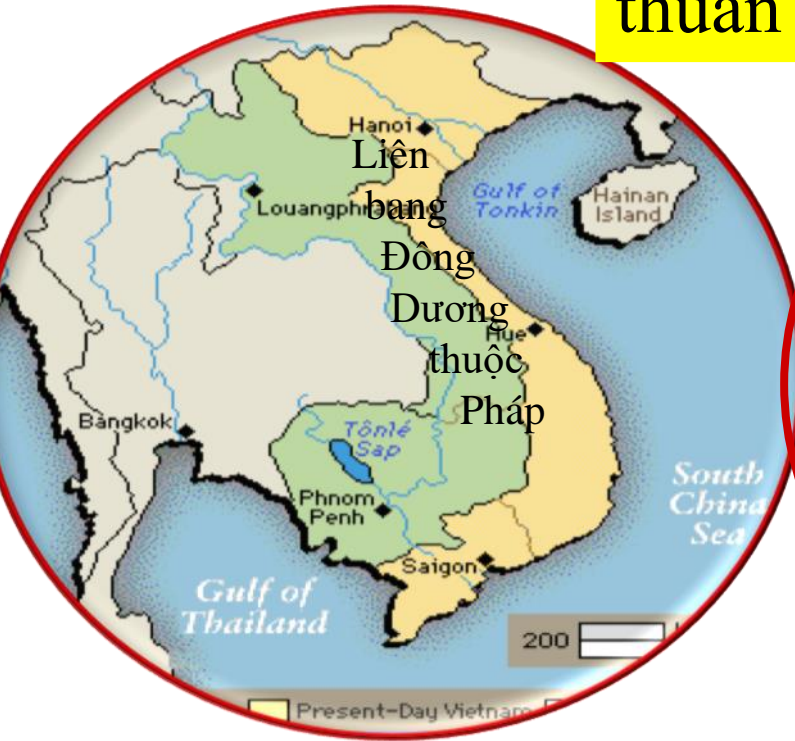 thuẫn
Hanoi
Liên
bang
Đông
Dương
thuộc
Pháp
Gulf of
Tonkin
Hainan
Island
Hue
Bangkok
Tônlé
Sap
Phnom
Penh
Saigon
South
China
Sea
Gulf of
Thailand
200
Present-Day Vietnam